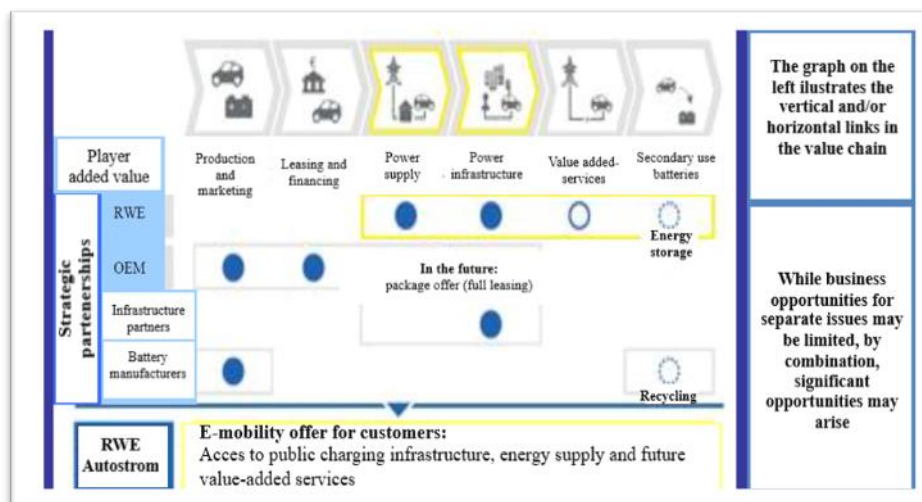 The graph on the
left ilustrates the
vertical and/or
horizontal links in
the value chain
Player
added value
Production
and
marketing
Leasing and
financing
Power
supply
Power
infrastructure
Value added-
services
Secondary use
batteries
Strategic
partenerships
RWE
Energy
storage
OEM
In the future:
package offer (full leasing)
Infrastructure
partners
Battery
manufacturers
Recycling
While business
opportunities for
separate issues may
be limited, by
combination,
significant
opportunities may
arise
RWE
Autostrom
E-mobility offer for customers:
Acces to public charging infrastructure, energy supply and future
value-added services